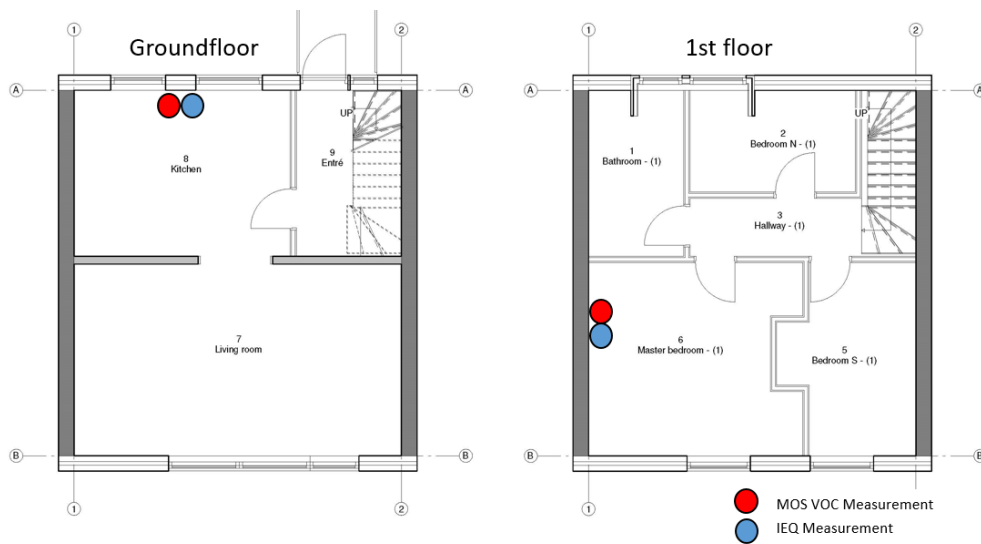 Groundfloor
1st floor
1
2
1
2
A
A
A
A
UP
8
Kitchen
9
Entré
UP
1
Bathroom - (1)
2
Bedroom N - (1)
3
Hallway - (1)
7
Living room
6
Master bedroom - (1)
5
Bedroom S - (1)
B
B
B
B
1
2
1
2
MOS VOC Measurement
IEQ Measurement